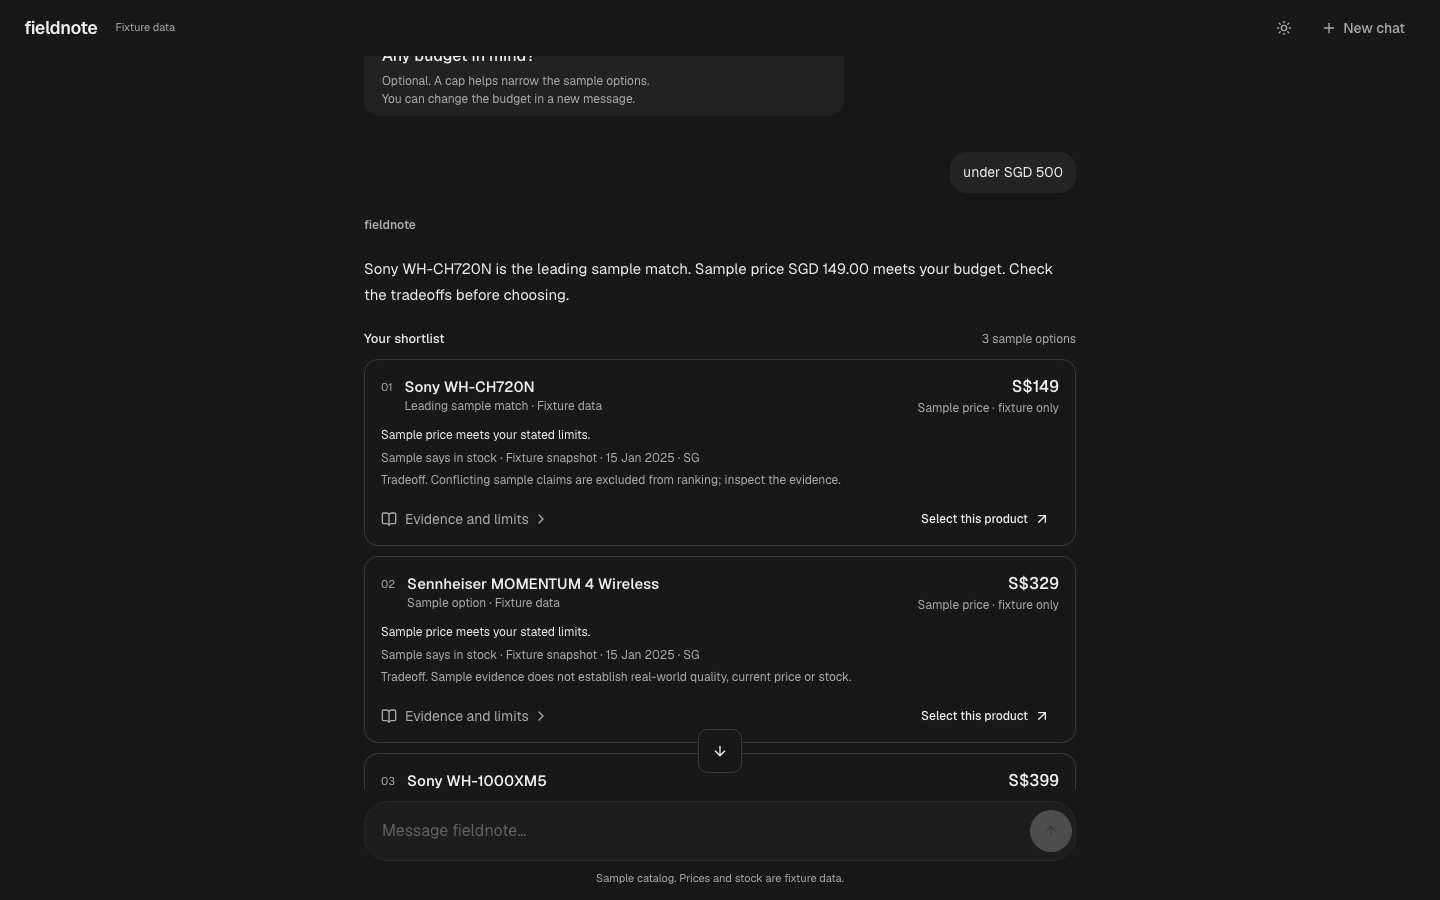 fieldnote
Fixture data
New chat
Any budget in mind?
Optional. A cap helps narrow the sample options.
You can change the budget in a new message.
under SGD 500
fieldnote
Sony WH-CH720N is the leading sample match. Sample price SGD 149.00 meets your budget. Check
the tradeoffs before choosing.
Your shortlist
3 sample options
01 Sony WH-CH720N
S$149
Leading sample match · Fixture data
Sample price · fixture only
Sample price meets your stated limits.
Sample says in stock · Fixture snapshot · 15 Jan 2025 · SG
Tradeoff. Conflicting sample claims are excluded from ranking; inspect the evidence.
Evidence and limits
Select this product
02 Sennheiser MOMENTUM 4 Wireless
S$329
Sample option · Fixture data
Sample price · fixture only
Sample price meets your stated limits.
Sample says in stock · Fixture snapshot · 15 Jan 2025 · SG
Tradeoff. Sample evidence does not establish real-world quality, current price or stock.
Evidence and limits
Select this product
03 Sony WH-1000XM5
S$399
Message fieldnote...
Sample catalog. Prices and stock are fixture data.